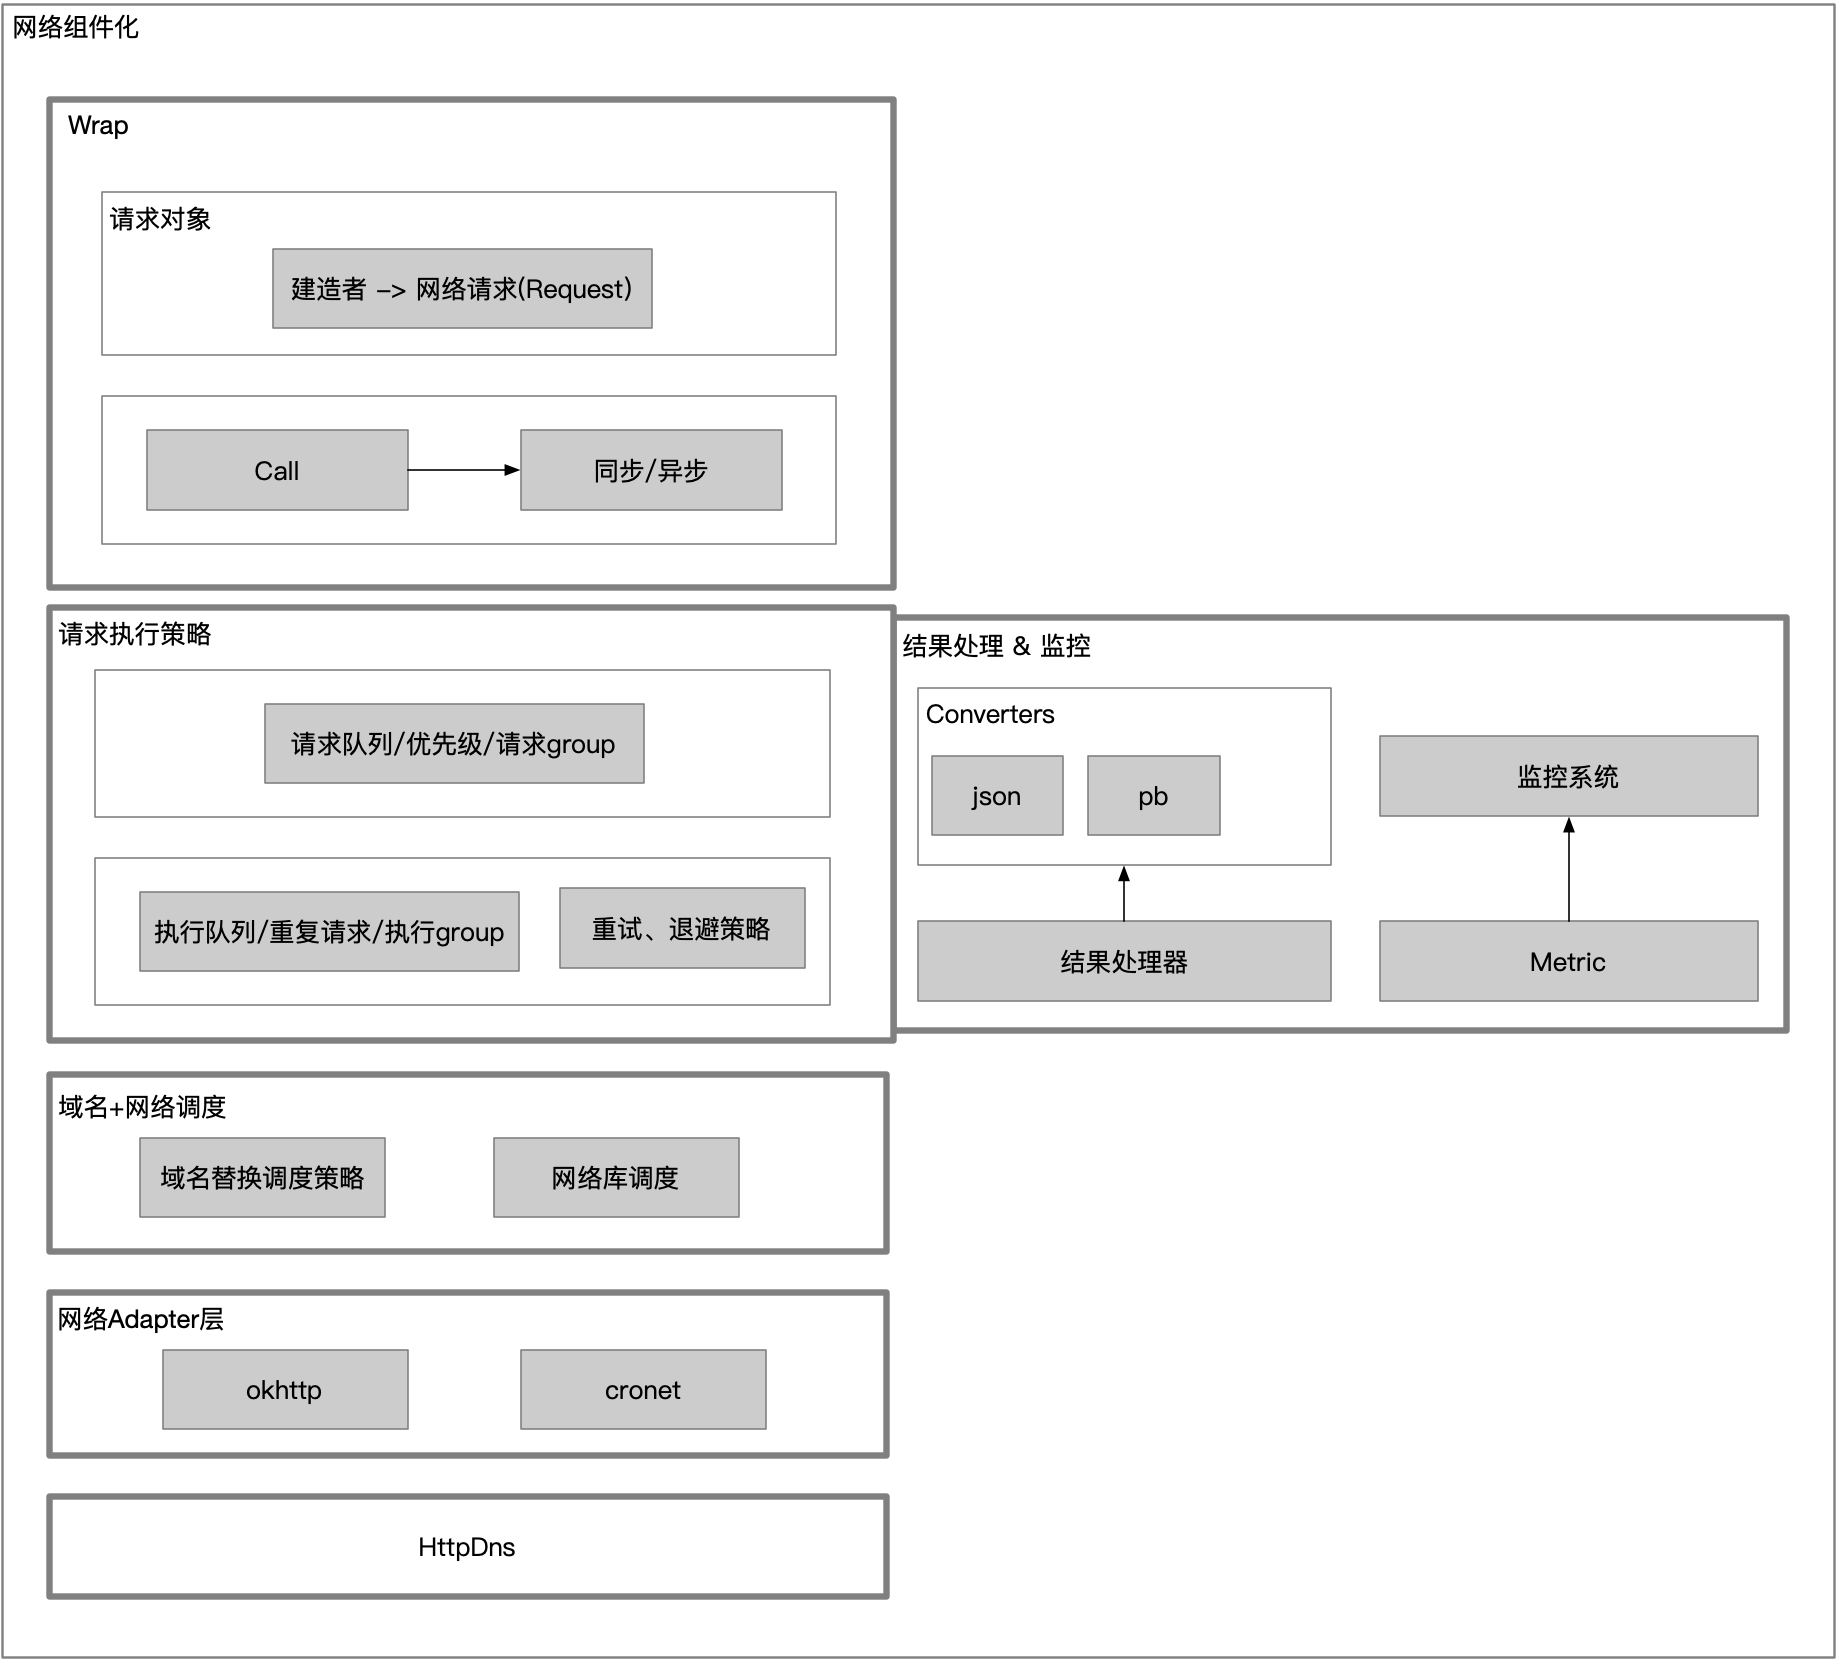 网络组件化
Wrap
请求对象
建造者 -> 网络请求(Request)
Call
同步/异步
请求执行策略
请求队列/优先级/请求group
执行队列/重复请求/执行group
重试、退避策略
结果处理 & 监控
Converters
json
pb
监控系统
结果处理器
Metric
域名+网络调度
域名替换调度策略
网络库调度
网络Adapter层
okhttp
cronet
HttpDns